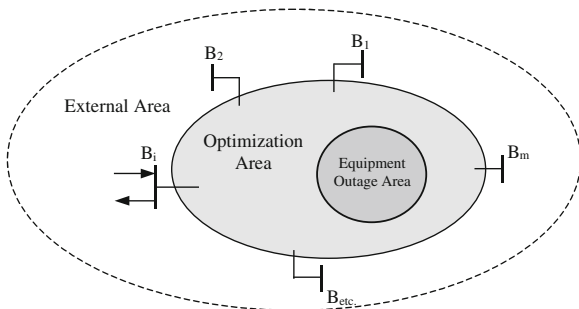 B1
B2
External Area
Optimization
Area
Bi
Equipment
Outage Area
Bm
Betc.